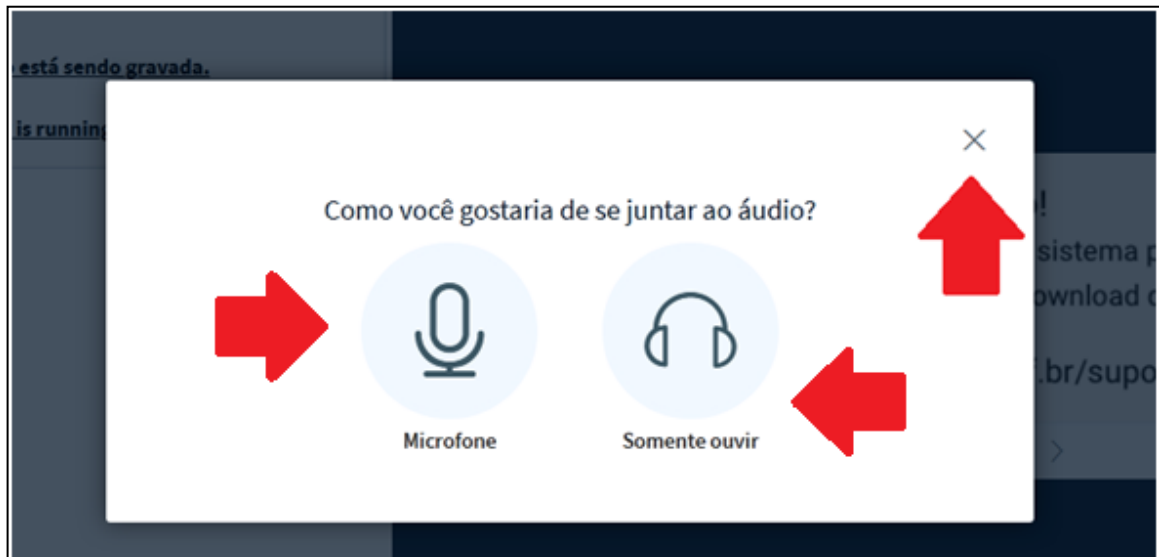 está sendo gravada.
is running
Como você gostaria de se juntar ao áudio?
Microfone
Somente ouvir
!
sistema p
ownload d
.br/supo